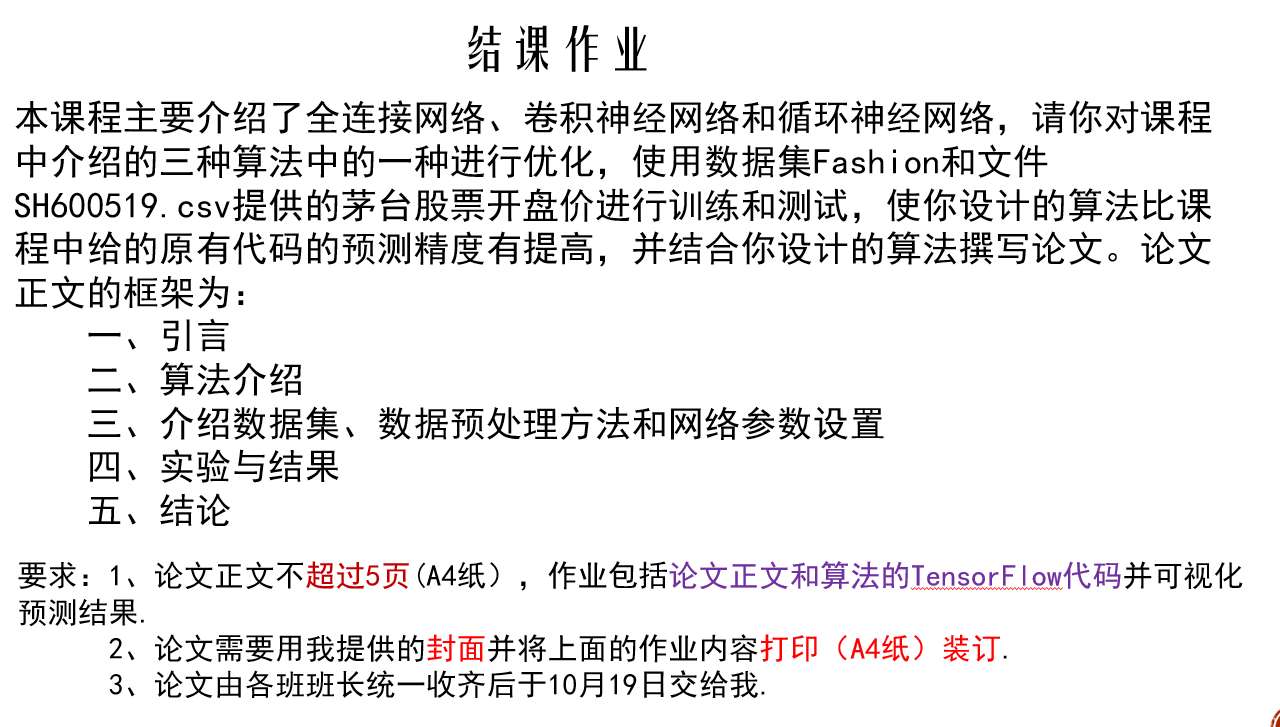 结课作业
本课程主要介绍了全连接网络、卷积神经网络和循环神经网络，请你对课程
中介绍的三种算法中的一种进行优化，使用数据集Fashion和文件
SH600519.csv提供的茅台股票开盘价进行训练和测试，使你设计的算法比课
程中给的原有代码的预测精度有提高，并结合你设计的算法撰写论文。论文
正文的框架为：
一、引言
二、算法介绍
三、介绍数据集、数据预处理方法和网络参数设置
四、实验与结果
五、结论
要求：1、论文正文不超过5页(A4纸），作业包括论文正文和算法的TensorFlow代码并可视化
预测结果.
2、论文需要用我提供的封面并将上面的作业内容打印（A4纸）装订.
3、论文由各班班长统一收齐后于10月19日交给我.